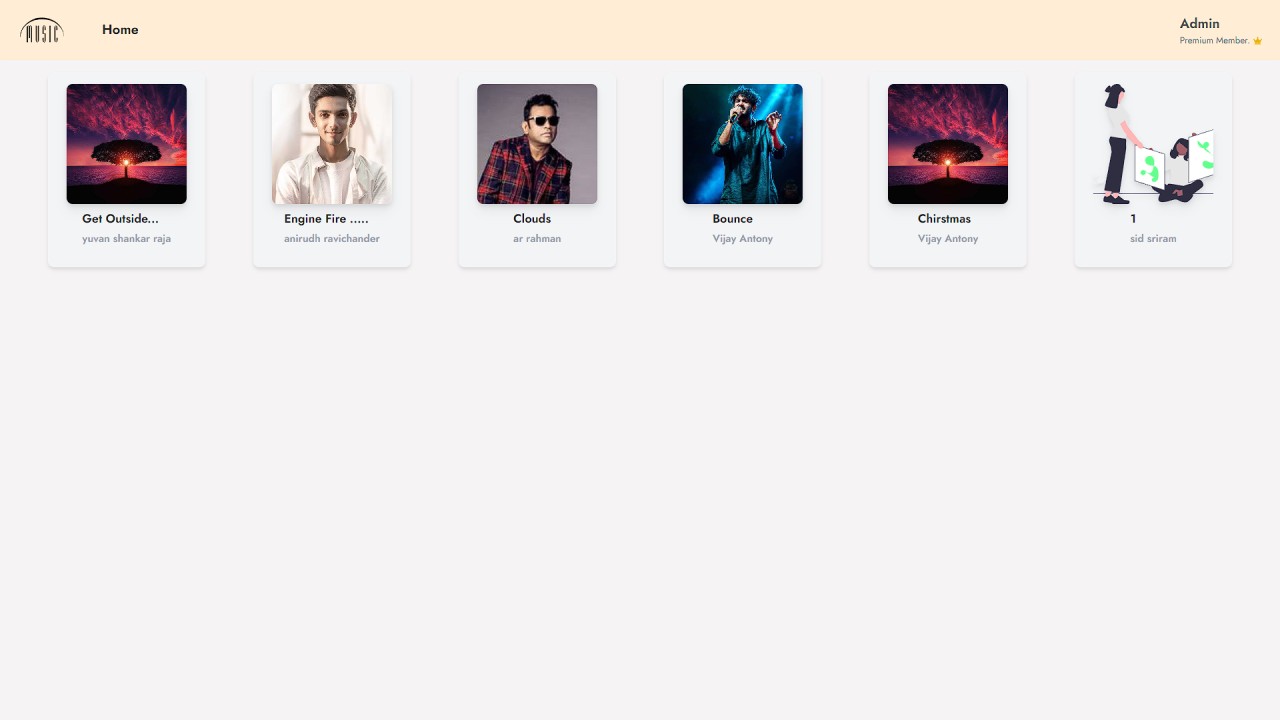 MUSIC
Home
Admin
Premium Member.
Get Outside...
yuvan shankar raja
Engine Fire .....
anirudh ravichander
Clouds
ar rahman
Bounce
Vijay Antony
Chirstmas
Vijay Antony
1
sid sriram